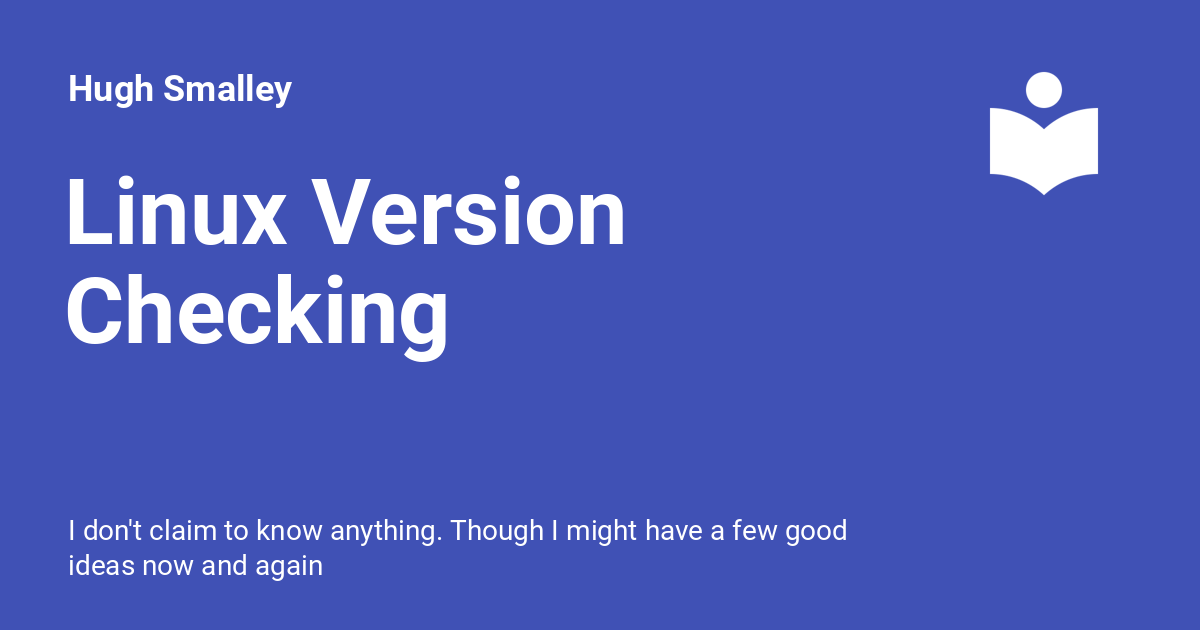 Hugh Smalley
Linux Version
Checking
I don't claim to know anything. Though I might have a few good
ideas now and again